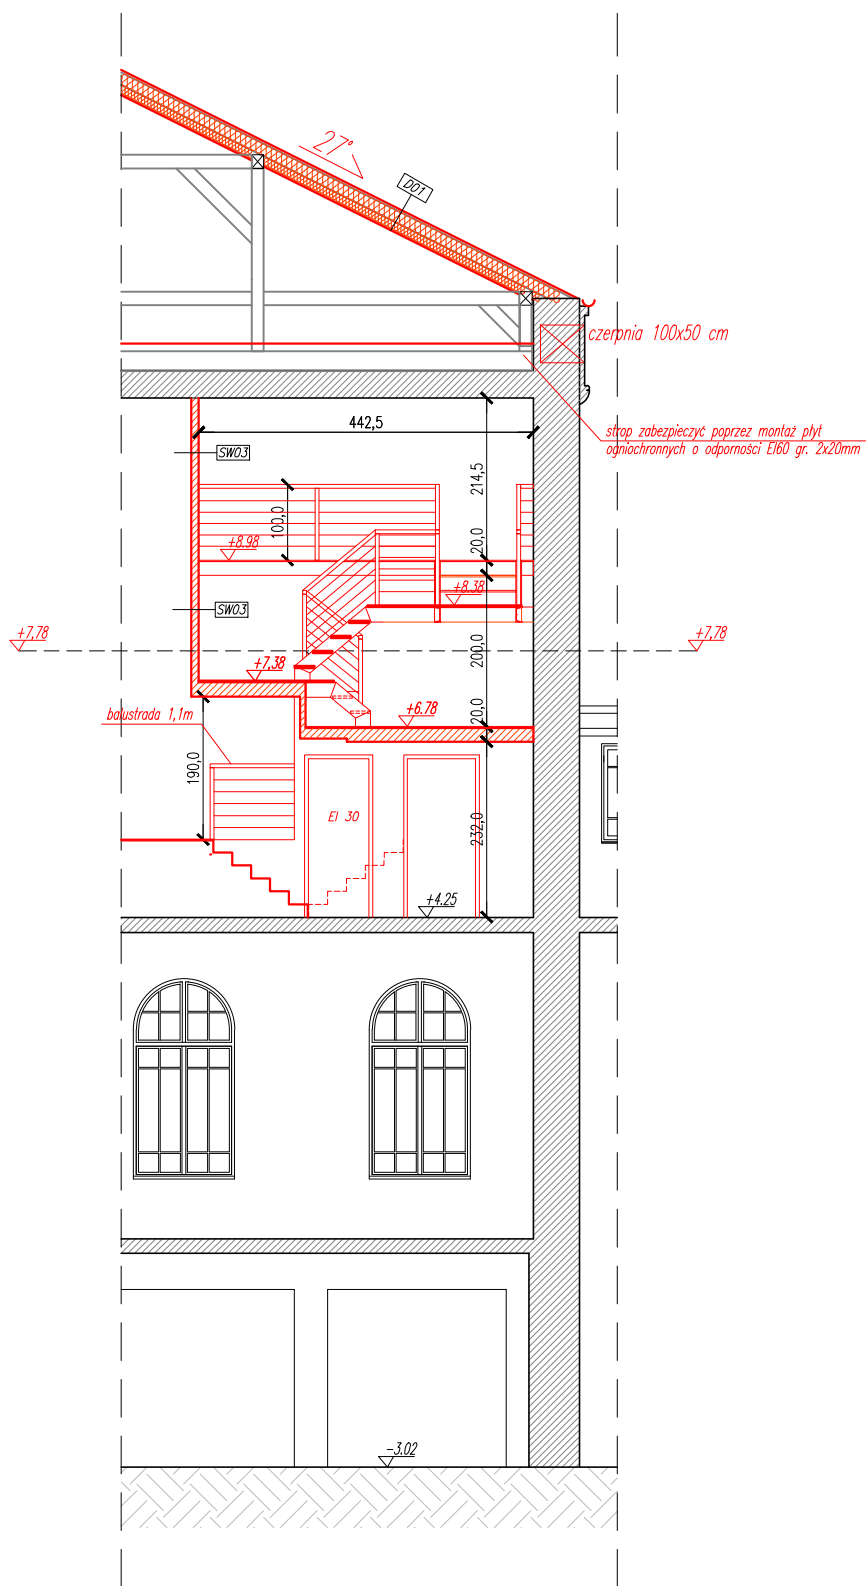 27°
D01
czerpnia 100x50 cm
strop zabezpieczyć poprzez montaż płyt
ogniochronnych o odporności EI60 gr. 2x20mm
442,5
SW03
214,5
100,0
20,0
+8.98
+8.38
SW03
+7,78
+7,78
200,0
+7,38
+6.78
20,0
balustrada 1,1m
190,0
EI 30
232,0
+4.25
-3.02